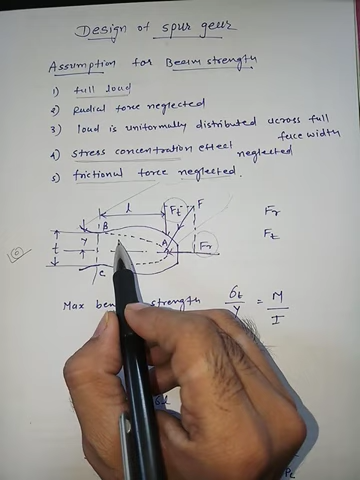 Design of spur gear
Assumption for Beam strength
1) full load
2) Radial force neglected
3) load is uniformally distributed across full
face width
4) stress concentration effect neglected
5) frictional force neglected.
l
Ft
F
Fr
B
y
t
A
Fr
Ft
C
Max strength σt/y = M/I